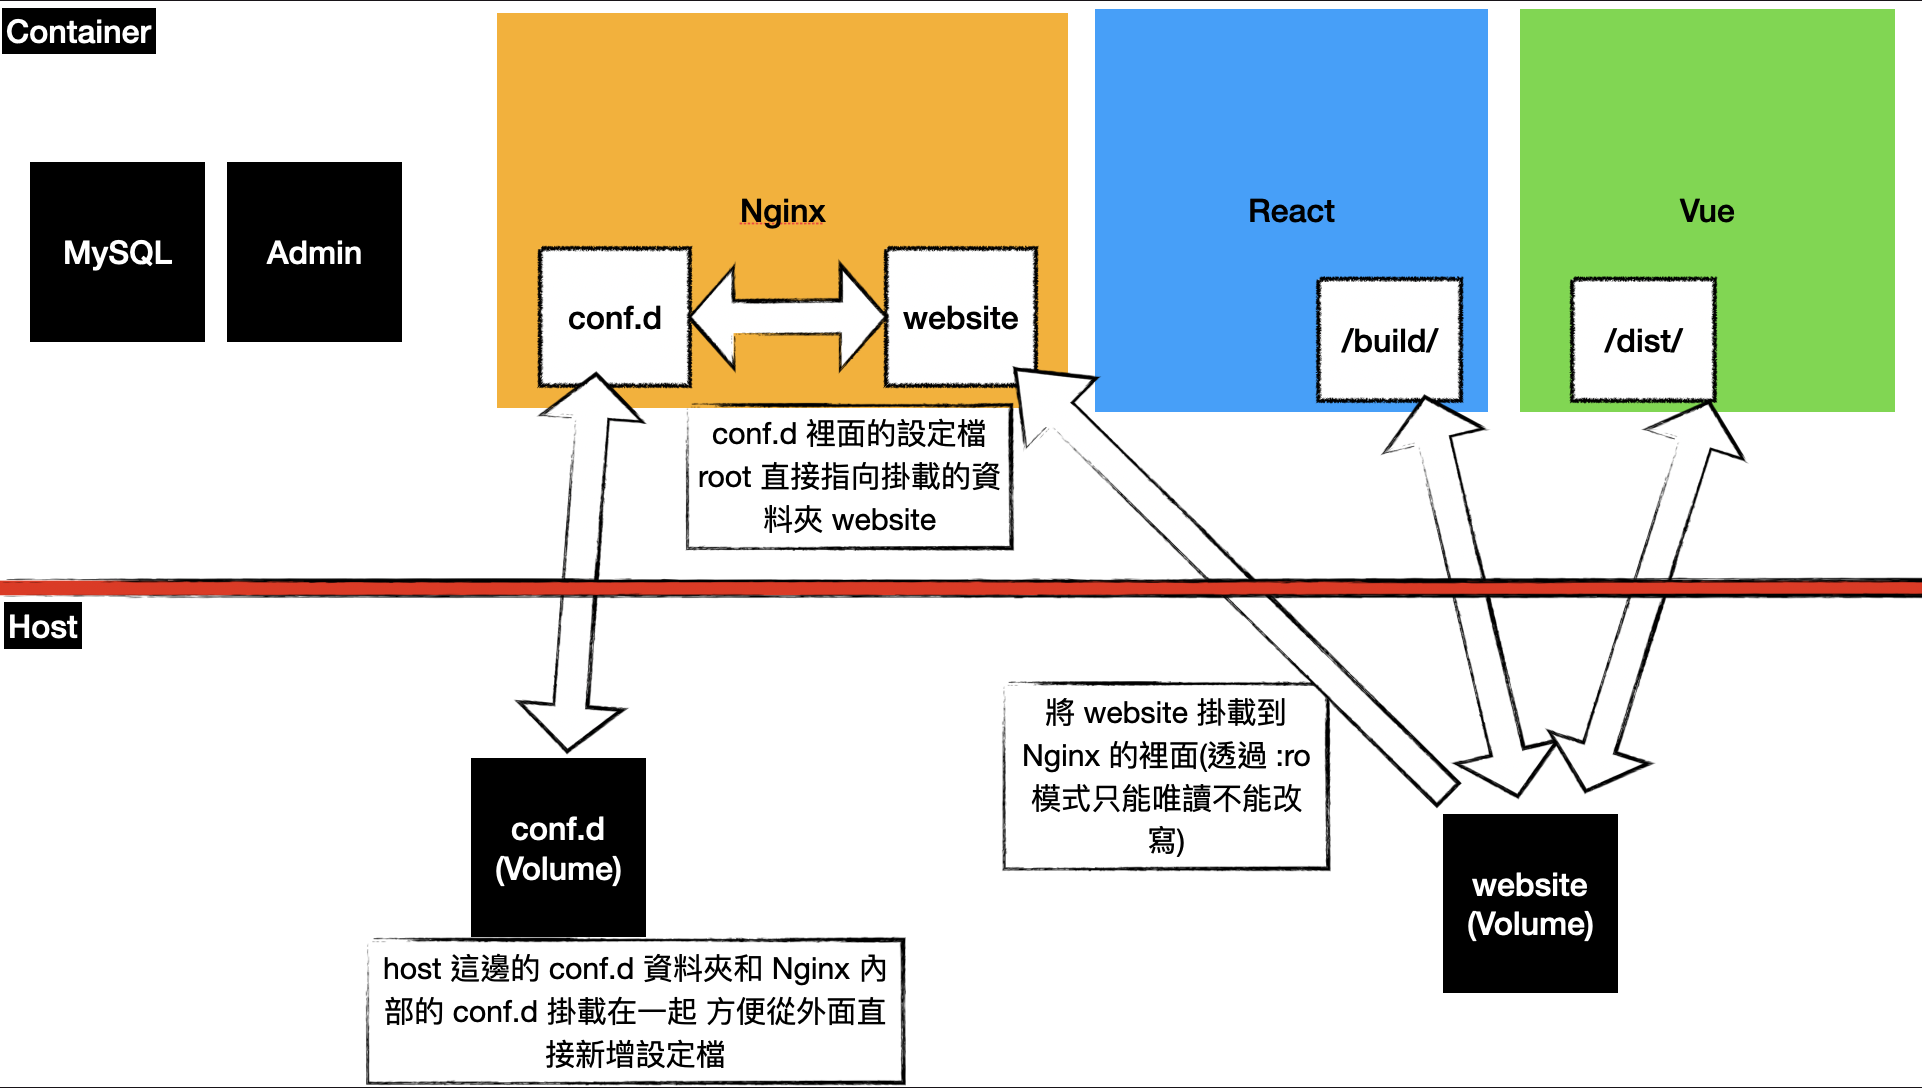 Container
MySQL
Admin
Nginx
React
Vue
conf.d
website
/build/
/dist/
conf.d 裡面的設定檔
root 直接指向掛載的資
料夾 website
Host
將 website 掛載到
Nginx 的裡面(透過 :ro
模式只能唯讀不能改
寫)
conf.d
(Volume)
website
(Volume)
host 這邊的 conf.d 資料夾和 Nginx 內
部的 conf.d 掛載在一起 方便從外面直
接新增設定檔